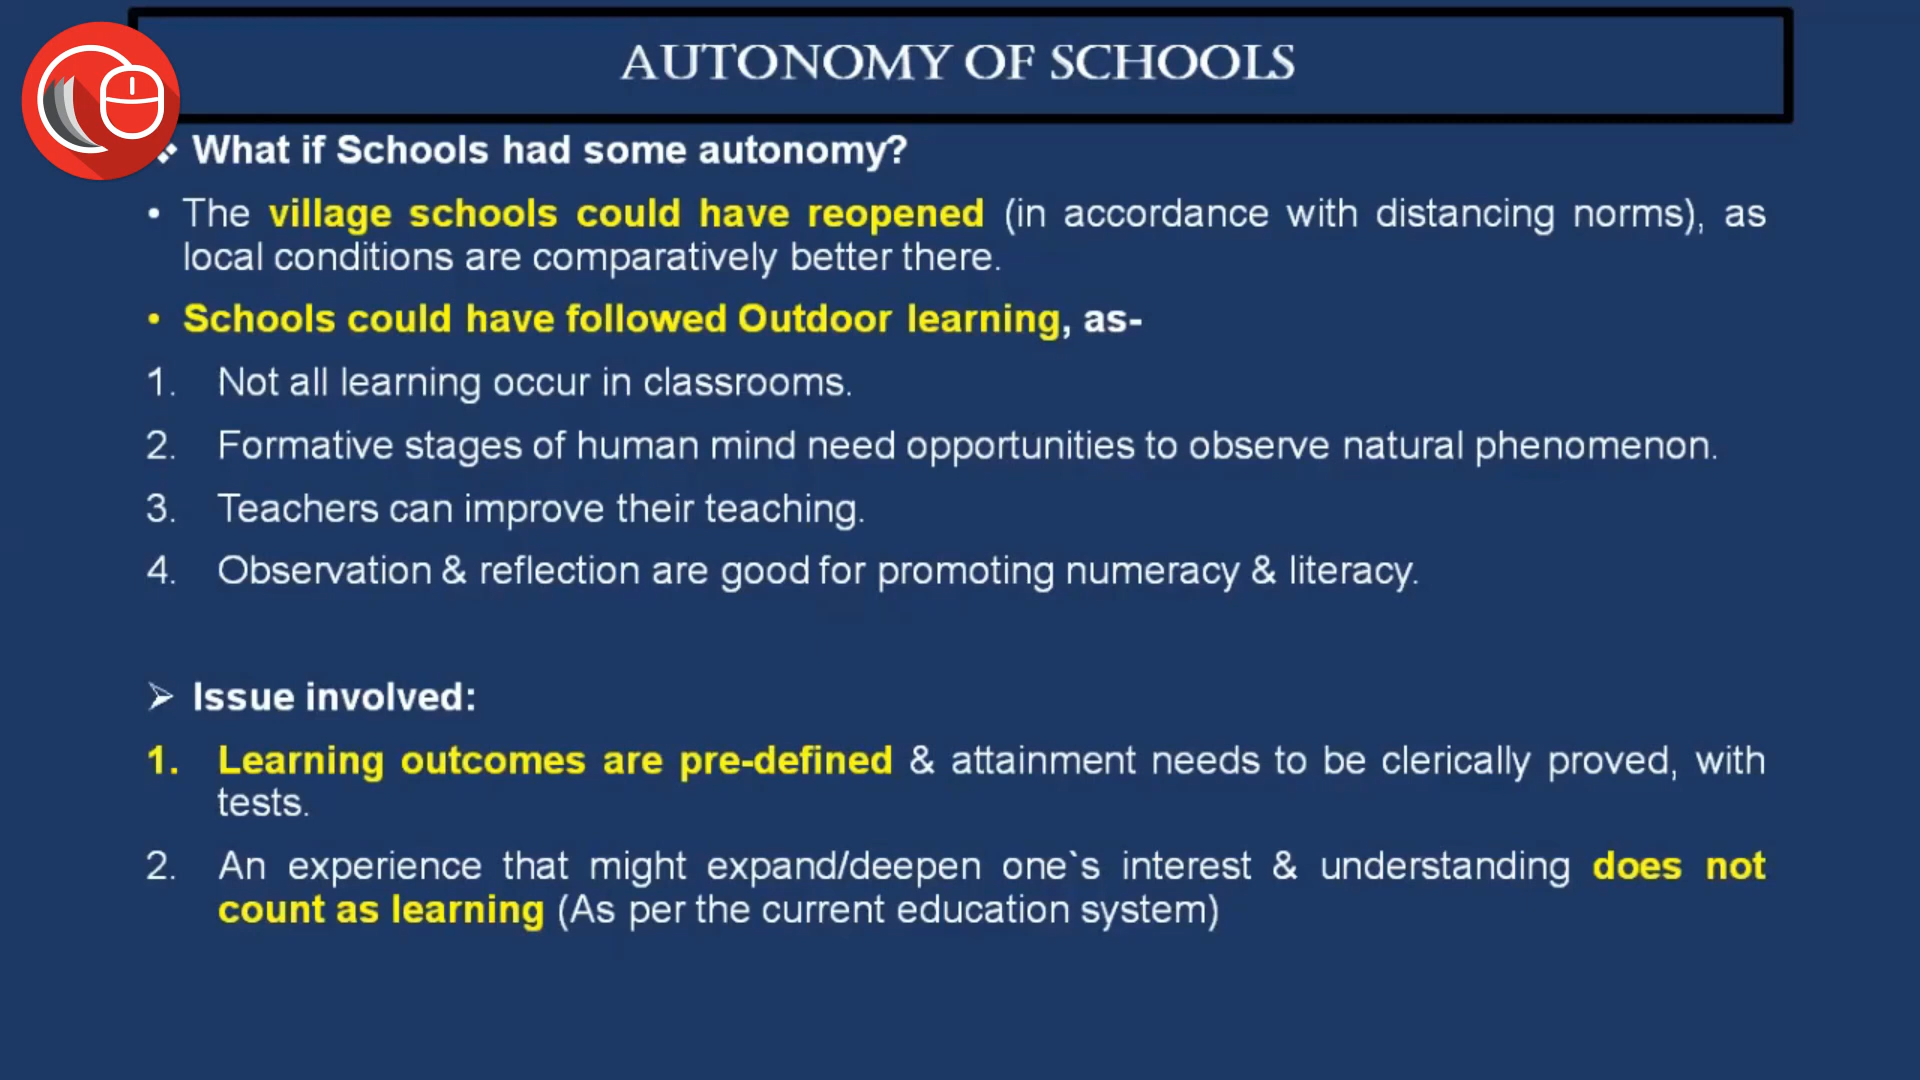 AUTONOMY OF SCHOOLS
❖ What if Schools had some autonomy?
• The village schools could have reopened (in accordance with distancing norms), as
local conditions are comparatively better there.
• Schools could have followed Outdoor learning, as-
1. Not all learning occur in classrooms.
2. Formative stages of human mind need opportunities to observe natural phenomenon.
3. Teachers can improve their teaching.
4. Observation & reflection are good for promoting numeracy & literacy.
➢ Issue involved:
1. Learning outcomes are pre-defined & attainment needs to be clerically proved, with
tests.
2. An experience that might expand/deepen one`s interest & understanding does not
count as learning (As per the current education system)